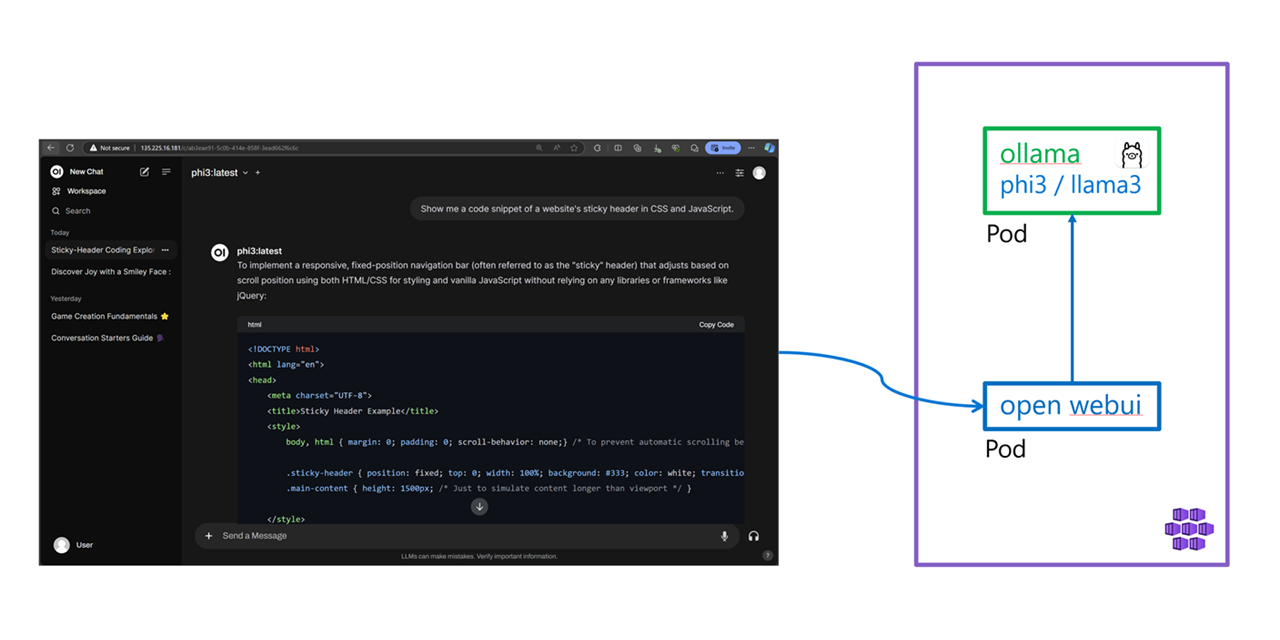 Not secure
135.225.16.181/c/ab3eae91-5c0b-414e-858f-3ead662f6c6c
Invite
OI
New Chat
Workspace
Search
Today
Sticky-Header Coding Explo
Discover Joy with a Smiley Face :
Yesterday
Game Creation Fundamentals ⭐
Conversation Starters Guide
User
phi3:latest
Show me a code snippet of a website's sticky header in CSS and JavaScript.
OI
phi3:latest
To implement a responsive, fixed-position navigation bar (often referred to as the "sticky" header) that adjusts based on
scroll position using both HTML/CSS for styling and vanilla JavaScript without relying on any libraries or frameworks like
jQuery:
html
Copy Code
<!DOCTYPE html>
<html lang="en">
<head>
<meta charset="UTF-8">
<title>Sticky Header Example</title>
<style>
body, html { margin: 0; padding: 0; scroll-behavior: none;} /* To prevent automatic scrolling be
.sticky-header { position: fixed; top: 0; width: 100%; background: #333; color: white; transitio
.main-content { height: 1500px; /* Just to simulate content longer than viewport */ }
</style>
Send a Message
LLMs can make mistakes. Verify important information.
?
ollama
phi3 / llama3
Pod
open webui
Pod